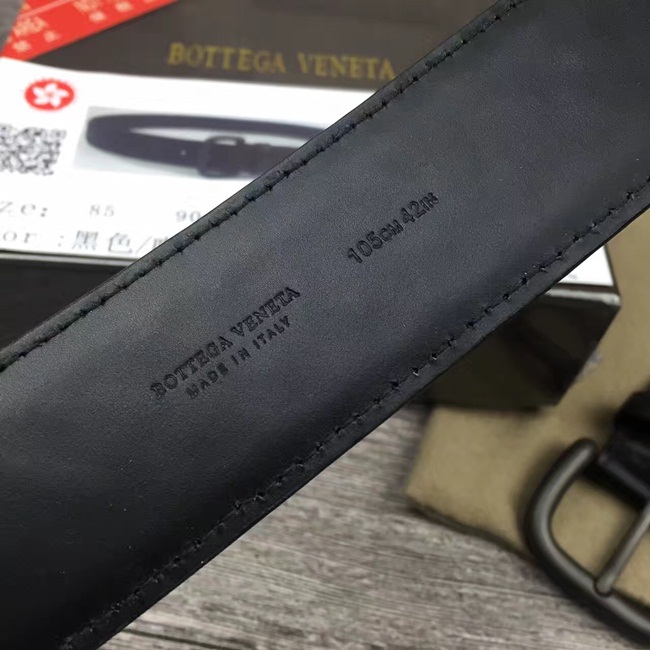 BOTTEGA VENETA
ze: 85 90
or : 黑色/
105CM 42IN
BOTTEGA VENETA
MADE IN ITALY